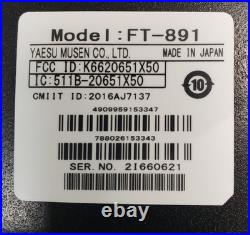 Model:FT-891
YAESU MUSEN CO., LTD. MADE IN JAPAN
FCC ID:K6620651X50
IC:511B-20651X50
CMIIT ID:2016AJ7137
10
4909959153347
788026153343
SER.NO. 2I660621